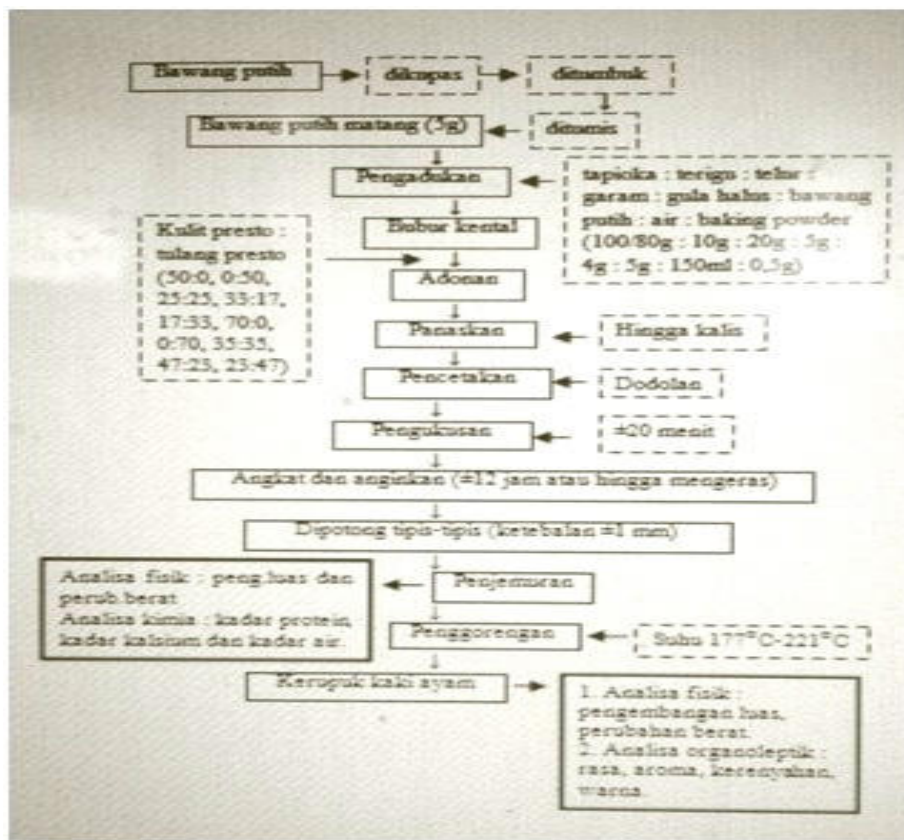 Bawang putih
dikupas
ditumbuk
Bawang putih matang (5g)
ditumis
Pengadukan
tapioka : terigu : telur :
garam : gula halus : bawang
putih : air : baking powder
(100/80g : 10g : 20g : 5g :
4g : 5g : 150ml : 0,5g)
Bubur kental
Kulit presto :
tulang presto
(50:0, 0:50,
25:25, 33:17,
17:33, 70:0,
0:70, 35:35,
47:23, 23:47)
Adonan
Panaskan
Hingga kalis
Pencetakan
Dodolan
Pengukusan
±20 menit
Angkat dan anginkan (±12 jam atau hingga mengeras)
Dipotong tipis-tipis (ketebalan ±1 mm)
Analisa fisik : peng.luas dan
perub.berat
Analisa kimia : kadar protein,
kadar kalsium dan kadar air.
Penjemuran
Penggorengan
Suhu 177°C-221°C
Kerupuk kaki ayam
1. Analisa fisik :
pengembangan luas,
perubahan berat.
2. Analisa organoleptik :
rasa, aroma, kerenyahan,
warna.